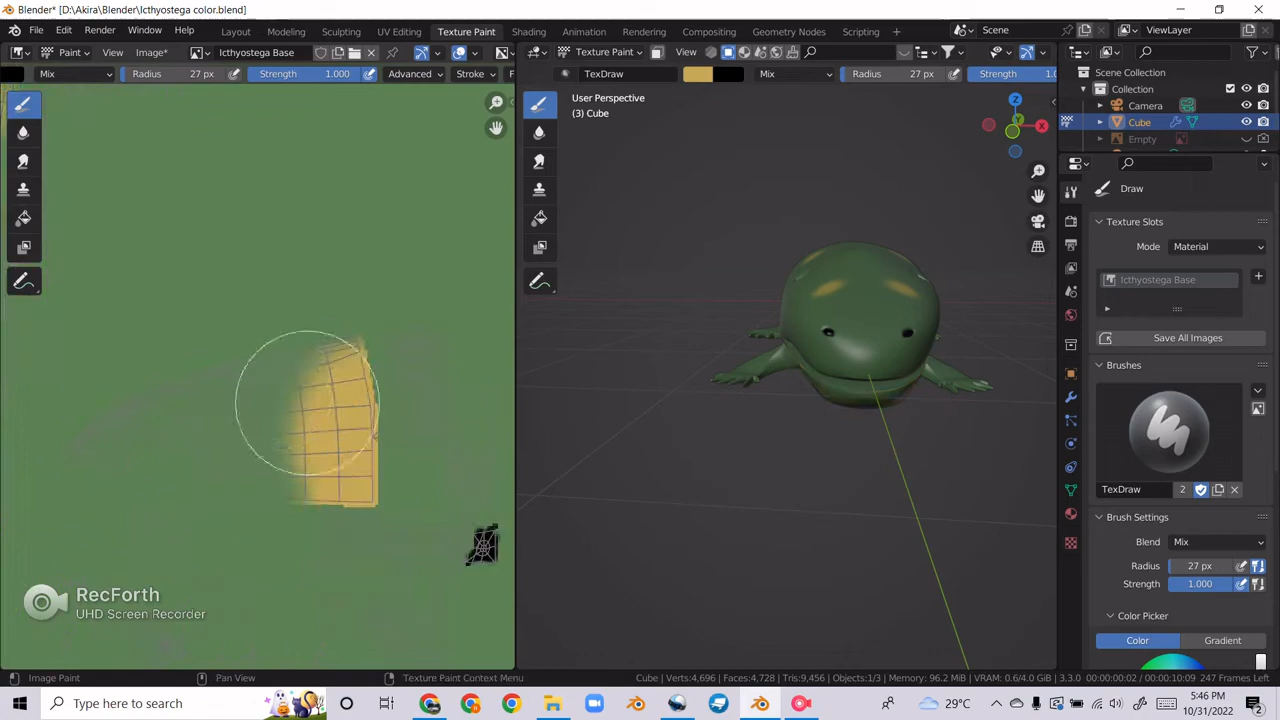 Blender* [D:\Akira\Blender\Icthyostega color.blend]
File Edit Render Window Help Layout Modeling Sculpting UV Editing Texture Paint Shading Animation Rendering Compositing Geometry Nodes Scripting + Scene ViewLayer
Paint View Image* Icthyostega Base Texture Paint View
Mix Radius 27 px Strength 1.000 Advanced Stroke TexDraw Mix Radius 27 px Strength
User Perspective
(3) Cube
Z
X
Y
Scene Collection
Collection
Camera
Cube
Empty
Draw
Texture Slots
Mode Material
Icthyostega Base
Save All Images
Brushes
TexDraw 2
Brush Settings
Blend Mix
Radius 27 px
Strength 1.000
Color Picker
Color Gradient
RecForth
UHD Screen Recorder
Image Paint Pan View Texture Paint Context Menu Cube | Verts:4,696 | Faces:4,728 | Tris:9,456 | Objects:1/3 | Memory: 96.2 MiB | VRAM: 0.6/4.0 GiB | 3.3.0 00:00:00:02 / 00:00:10:09 247 Frames Left
Type here to search
29°C
5:46 PM
10/31/2022
2